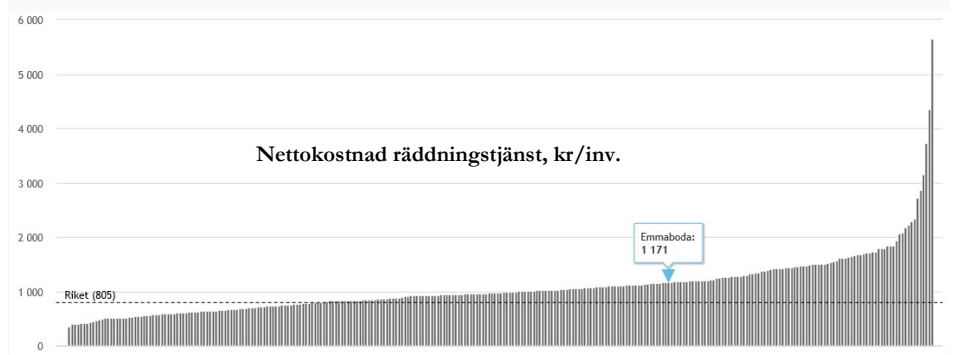 6 000
5 000
4 000
Nettokostnad räddningstjänst, kr/inv.
3 000
2 000
Emmaboda:
1 171
1 000
Riket (805)
0